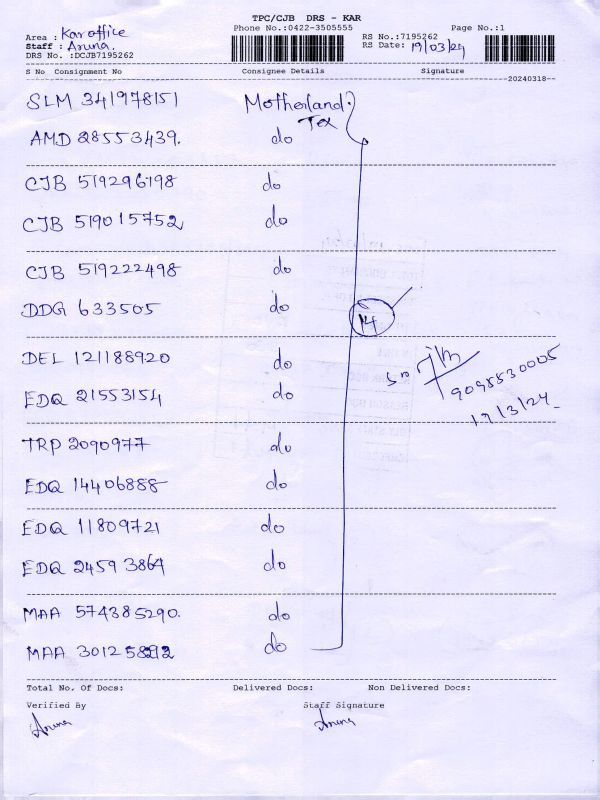 TPC/CJB DRS - KAR
Phone No.:0422-3505555
Page No.:1
Area : Kar office
Staff : Aruna.
DRS No. :DCJB7195262
RS No.:7195262
RS Date: 19/03/24
S No Consignment No Consignee Details Signature
20240318
SLM 341978151 Motherland
Tex
AMD 28553439. do
CJB 519296198 do
CJB 519015752 do
CJB 519222498 do
DDG 633505 do
14
DEL 121188920 do
EDQ 21553154 do
9095530005
19/3/24
TRP 2090977 do
EDQ 14406888 do
EDQ 11809721 do
EDQ 24593864 do
MAA 574385290. do
MAA 301258292 do
Total No. Of Docs: Delivered Docs: Non Delivered Docs:
Verified By Staff Signature
Aruna Aruna